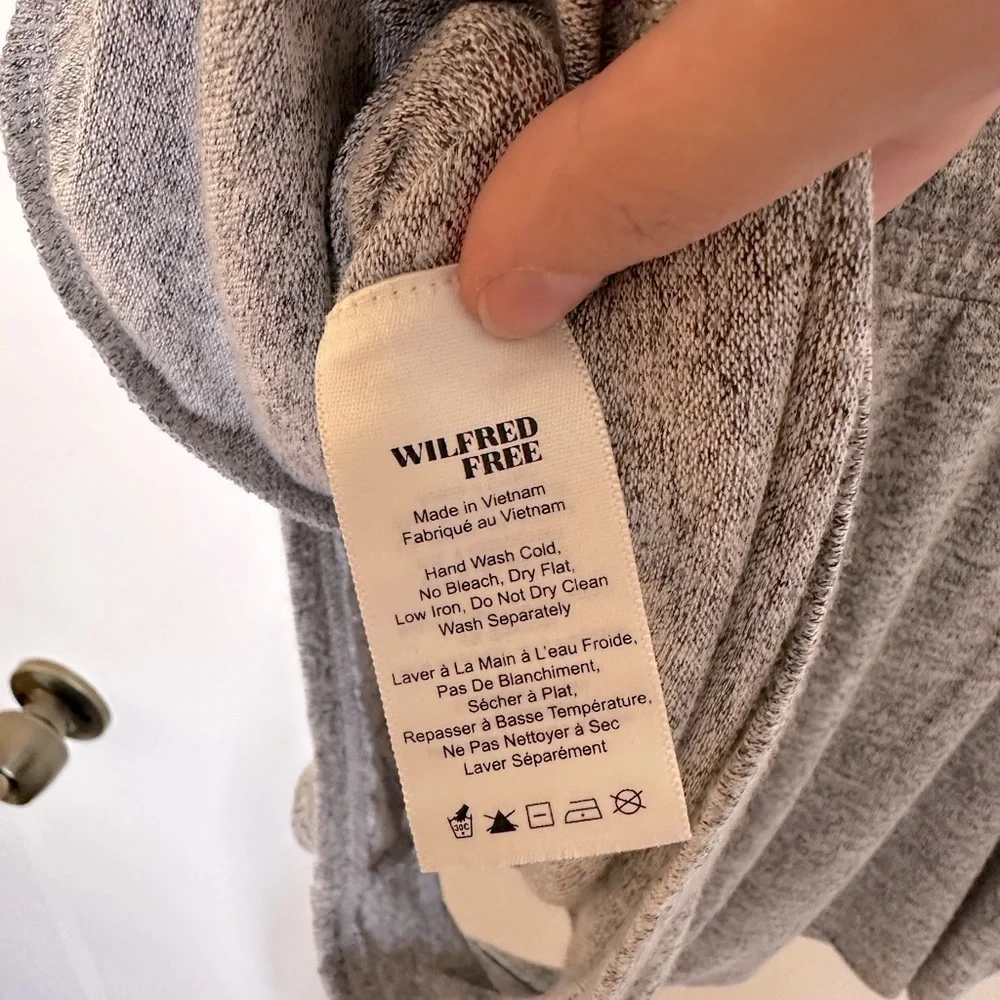 WILFRED
FREE
Made in Vietnam
Fabriqué au Vietnam
Hand Wash Cold,
No Bleach, Dry Flat,
Low Iron, Do Not Dry Clean
Wash Separately
Laver à La Main à L'eau Froide,
Pas De Blanchiment,
Sécher à Plat,
Repasser à Basse Température,
Ne Pas Nettoyer à Sec
Laver Séparément
30C